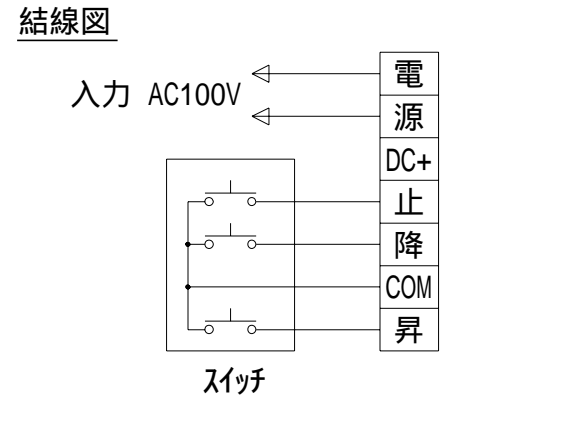 結線図
入力 AC100V
電
源
DC+
止
降
COM
昇
スイッチ